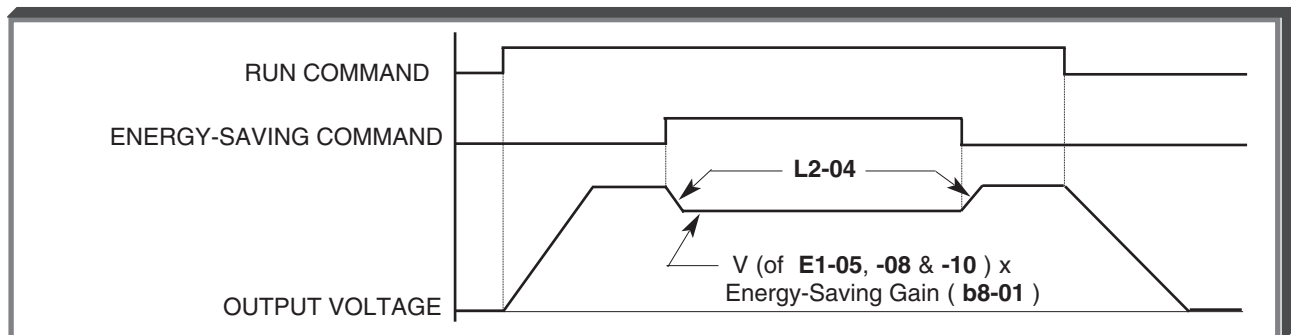 RUN COMMAND
ENERGY-SAVING COMMAND
L2-04
V (of E1-05, -08 & -10 ) x
Energy-Saving Gain ( b8-01 )
OUTPUT VOLTAGE